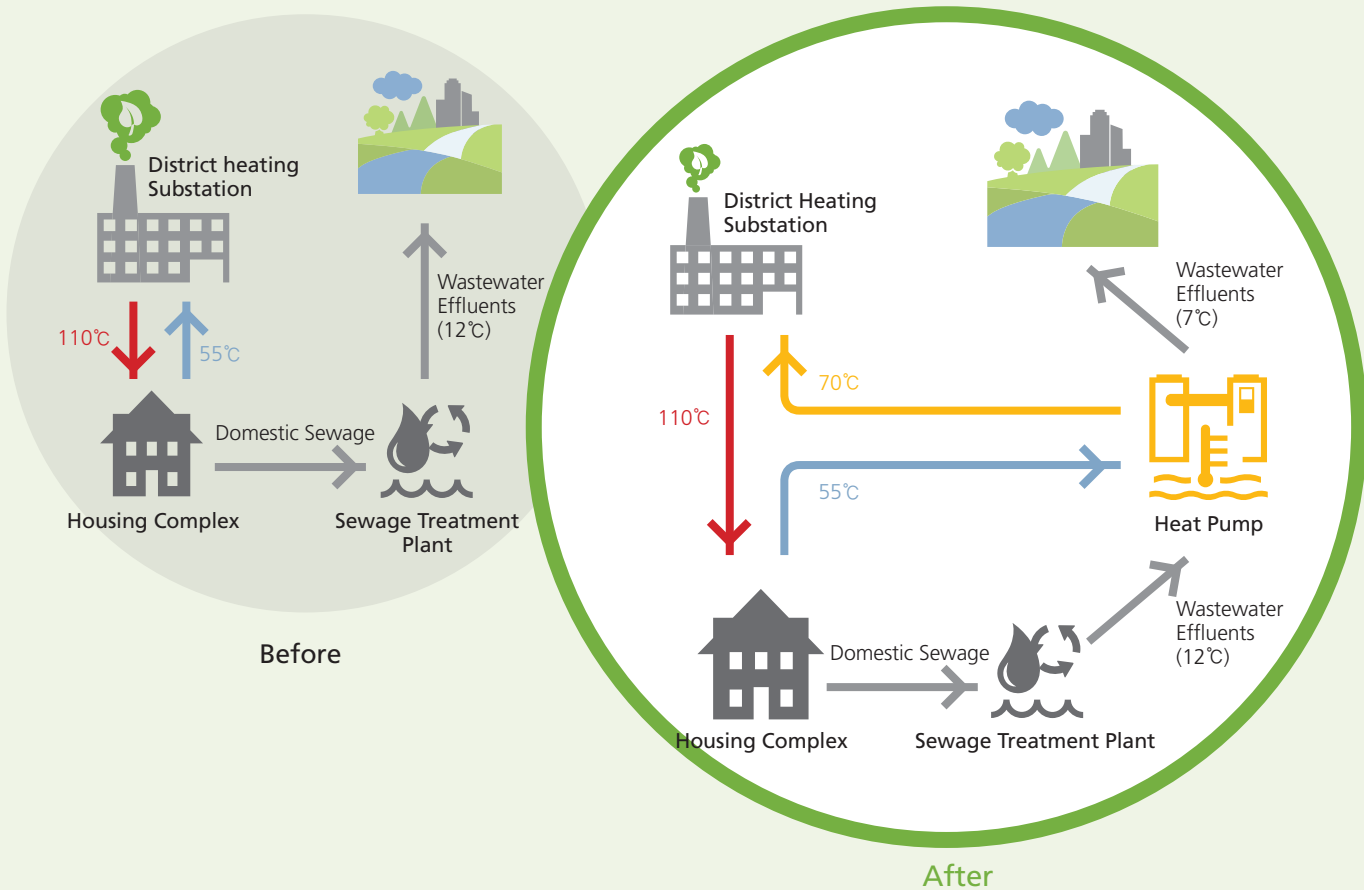 District heating
Substation
110℃
55℃
Wastewater
Effluents
(12℃)
Domestic Sewage
Housing Complex
Sewage Treatment
Plant
Before
District Heating
Substation
Wastewater
Effluents
(7℃)
70℃
110℃
55℃
Heat Pump
Wastewater
Effluents
(12℃)
Domestic Sewage
Housing Complex
Sewage Treatment Plant
After